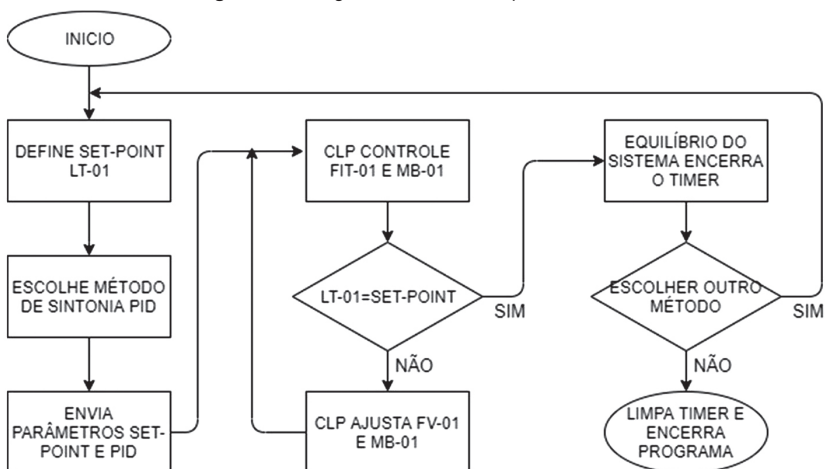 INICIO
DEFINE SET-POINT
LT-01
ESCOLHE MÉTODO
DE SINTONIA PID
ENVIA
PARÂMETROS SET-
POINT E PID
CLP CONTROLE
FIT-01 E MB-01
LT-01=SET-POINT
SIM
NÃO
CLP AJUSTA FV-01
E MB-01
EQUILÍBRIO DO
SISTEMA ENCERRA
O TIMER
ESCOLHER OUTRO
MÉTODO
SIM
NÃO
LIMPA TIMER E
ENCERRA
PROGRAMA